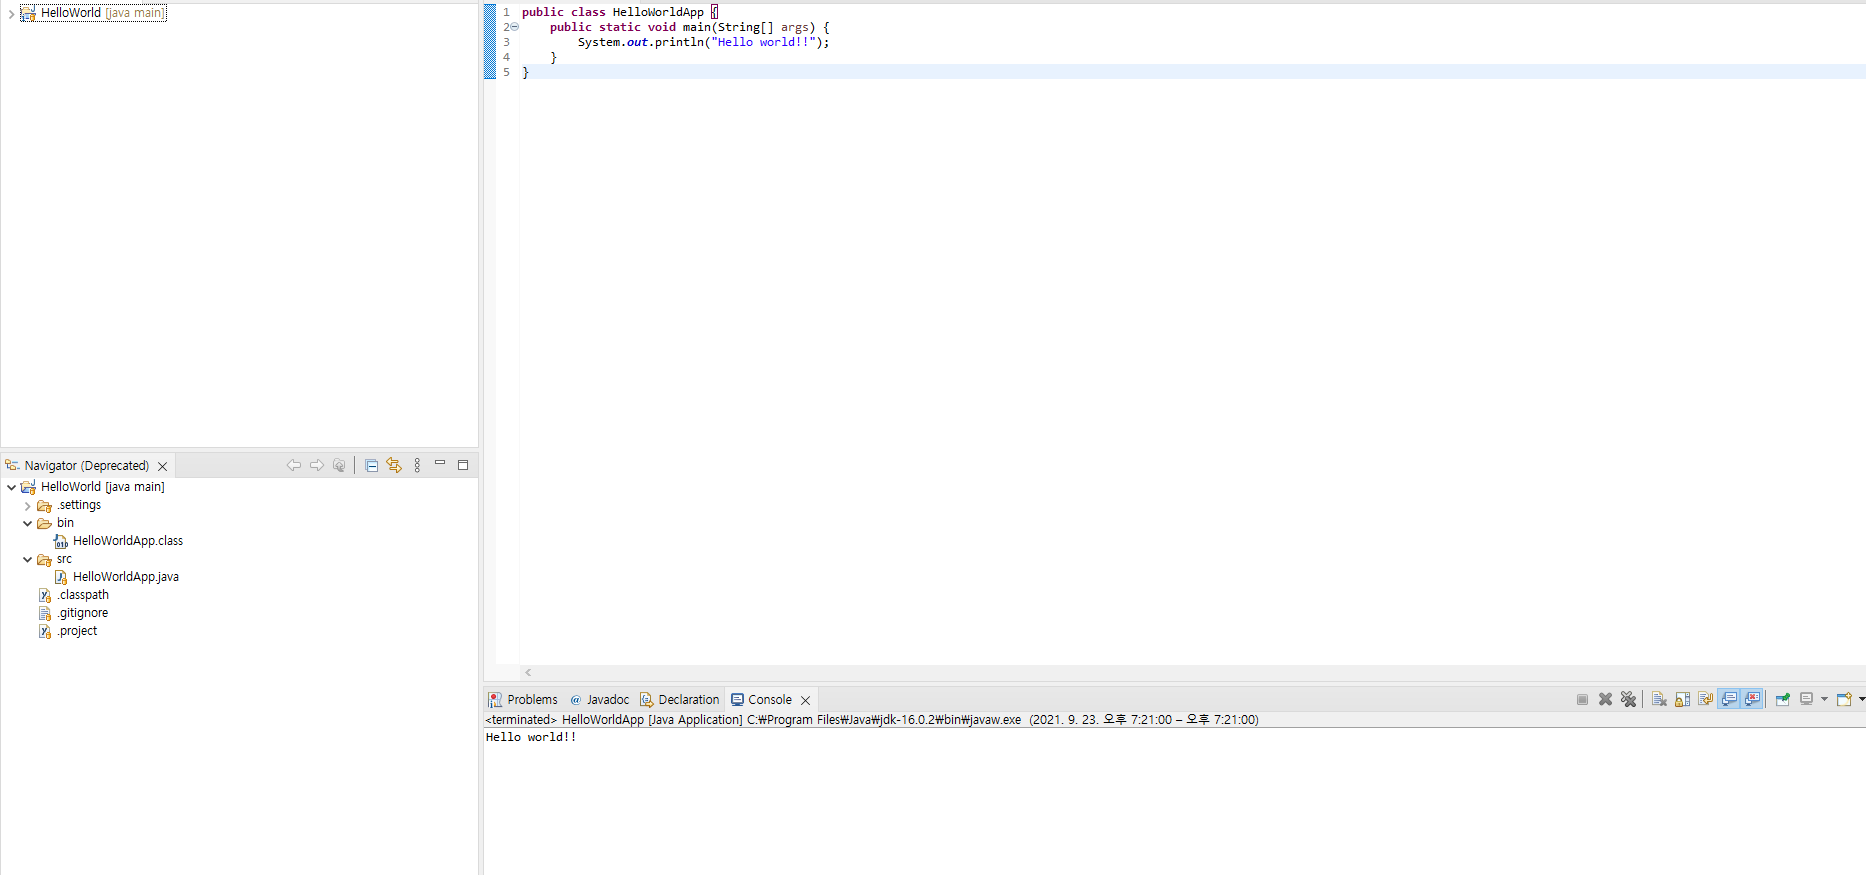 HelloWorld [java main]
1 public class HelloWorldApp {
2 public static void main(String[] args) {
3 System.out.println("Hello world!!");
4 }
5 }
Navigator (Deprecated)
HelloWorld [java main]
.settings
bin
HelloWorldApp.class
src
HelloWorldApp.java
.classpath
.gitignore
.project
Problems @ Javadoc Declaration Console
<terminated> HelloWorldApp [Java Application] C:₩Program Files₩Java₩jdk-16.0.2₩bin₩javaw.exe (2021. 9. 23. 오후 7:21:00 – 오후 7:21:00)
Hello world!!